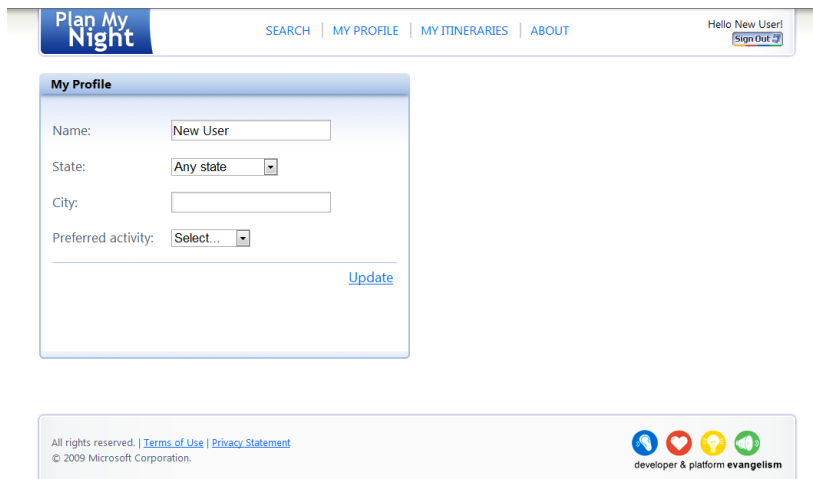 Plan My
Night
SEARCH | MY PROFILE | MY ITINERARIES | ABOUT
Hello New User!
Sign Out
My Profile
Name: New User
State: Any state
City:
Preferred activity: Select...
Update
All rights reserved. | Terms of Use | Privacy Statement
© 2009 Microsoft Corporation.
developer & platform evangelism